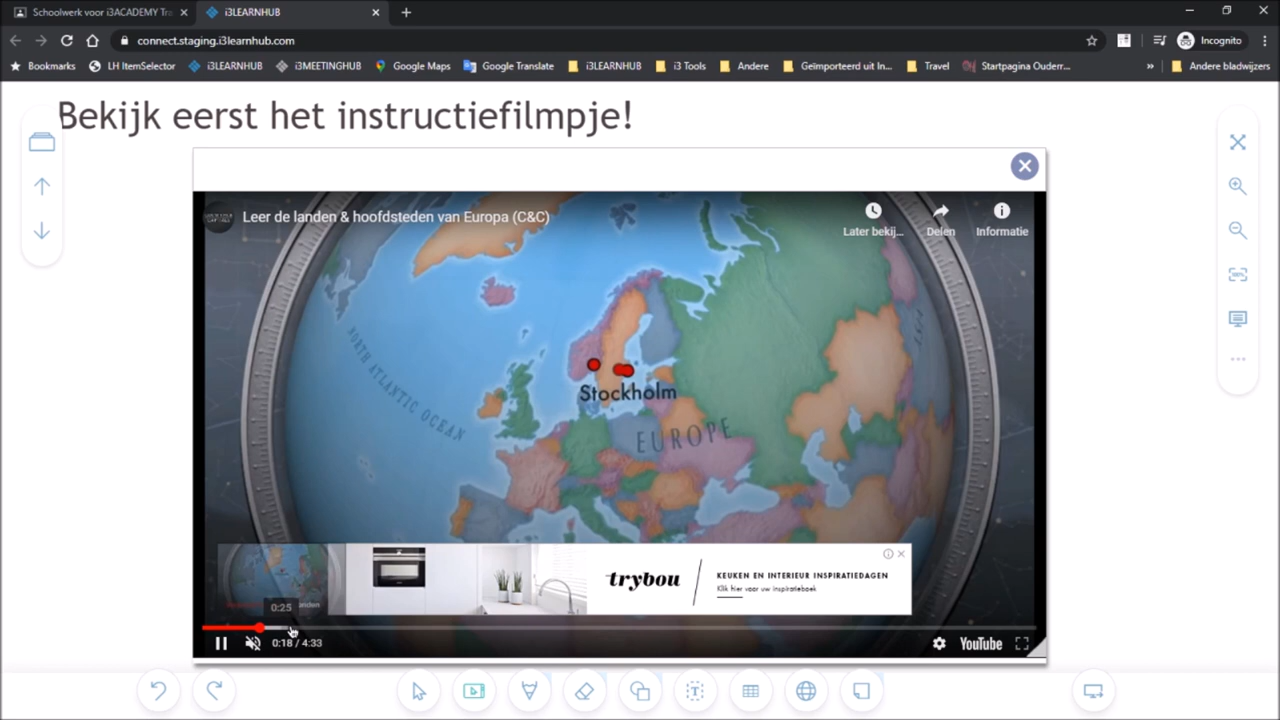 Schoolwerk voor i3ACADEMY Tra
i3LEARNHUB
connect.staging.i3learnhub.com
Incognito
Bookmarks
LH ItemSelector
i3LEARNHUB
i3MEETINGHUB
Google Maps
Google Translate
i3LEARNHUB
i3 Tools
Andere
Geïmporteerd uit In...
Travel
Startpagina Ouderr...
»
Andere bladwijzers
Bekijk eerst het instructiefilmpje!
Leer de landen & hoofdsteden van Europa (C&C)
Later bekij...
Delen
Informatie
NORTH ATLANTIC OCEAN
Stockholm
EUROPE
trybou
KEUKEN EN INTERIEUR INSPIRATIEDAGEN
Klik hier voor uw inspiratieboek
0:25
0:18 / 4:33
YouTube